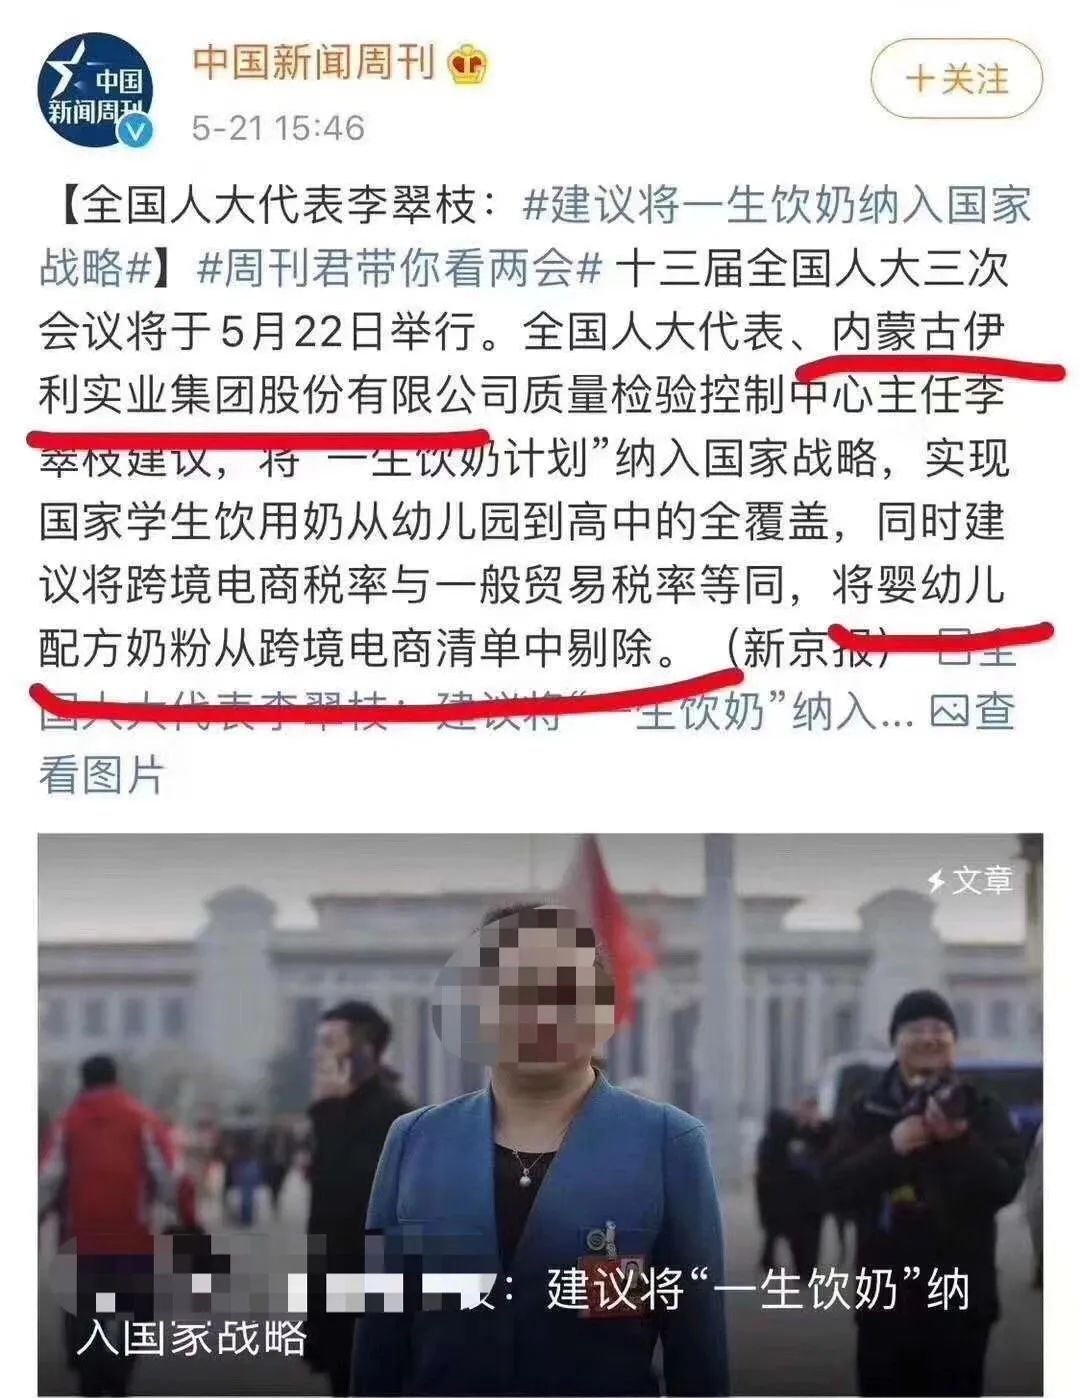 中国
新闻周刊
中国新闻周刊
5-21 15:46
＋关注
【全国人大代表李翠枝：#建议将一生饮奶纳入国家
战略#】#周刊君带你看两会# 十三届全国人大三次
会议将于5月22日举行。全国人大代表、内蒙古伊
利实业集团股份有限公司质量检验控制中心主任李
翠枝建议，将“一生饮奶计划”纳入国家战略，实现
国家学生饮用奶从幼儿园到高中的全覆盖，同时建
议将跨境电商税率与一般贸易税率等同，将婴幼儿
配方奶粉从跨境电商清单中剔除。（新京报） 全
国人大代表李翠枝：建议将“一生饮奶”纳入... 查
看图片
文章
：建议将“一生饮奶”纳
入国家战略